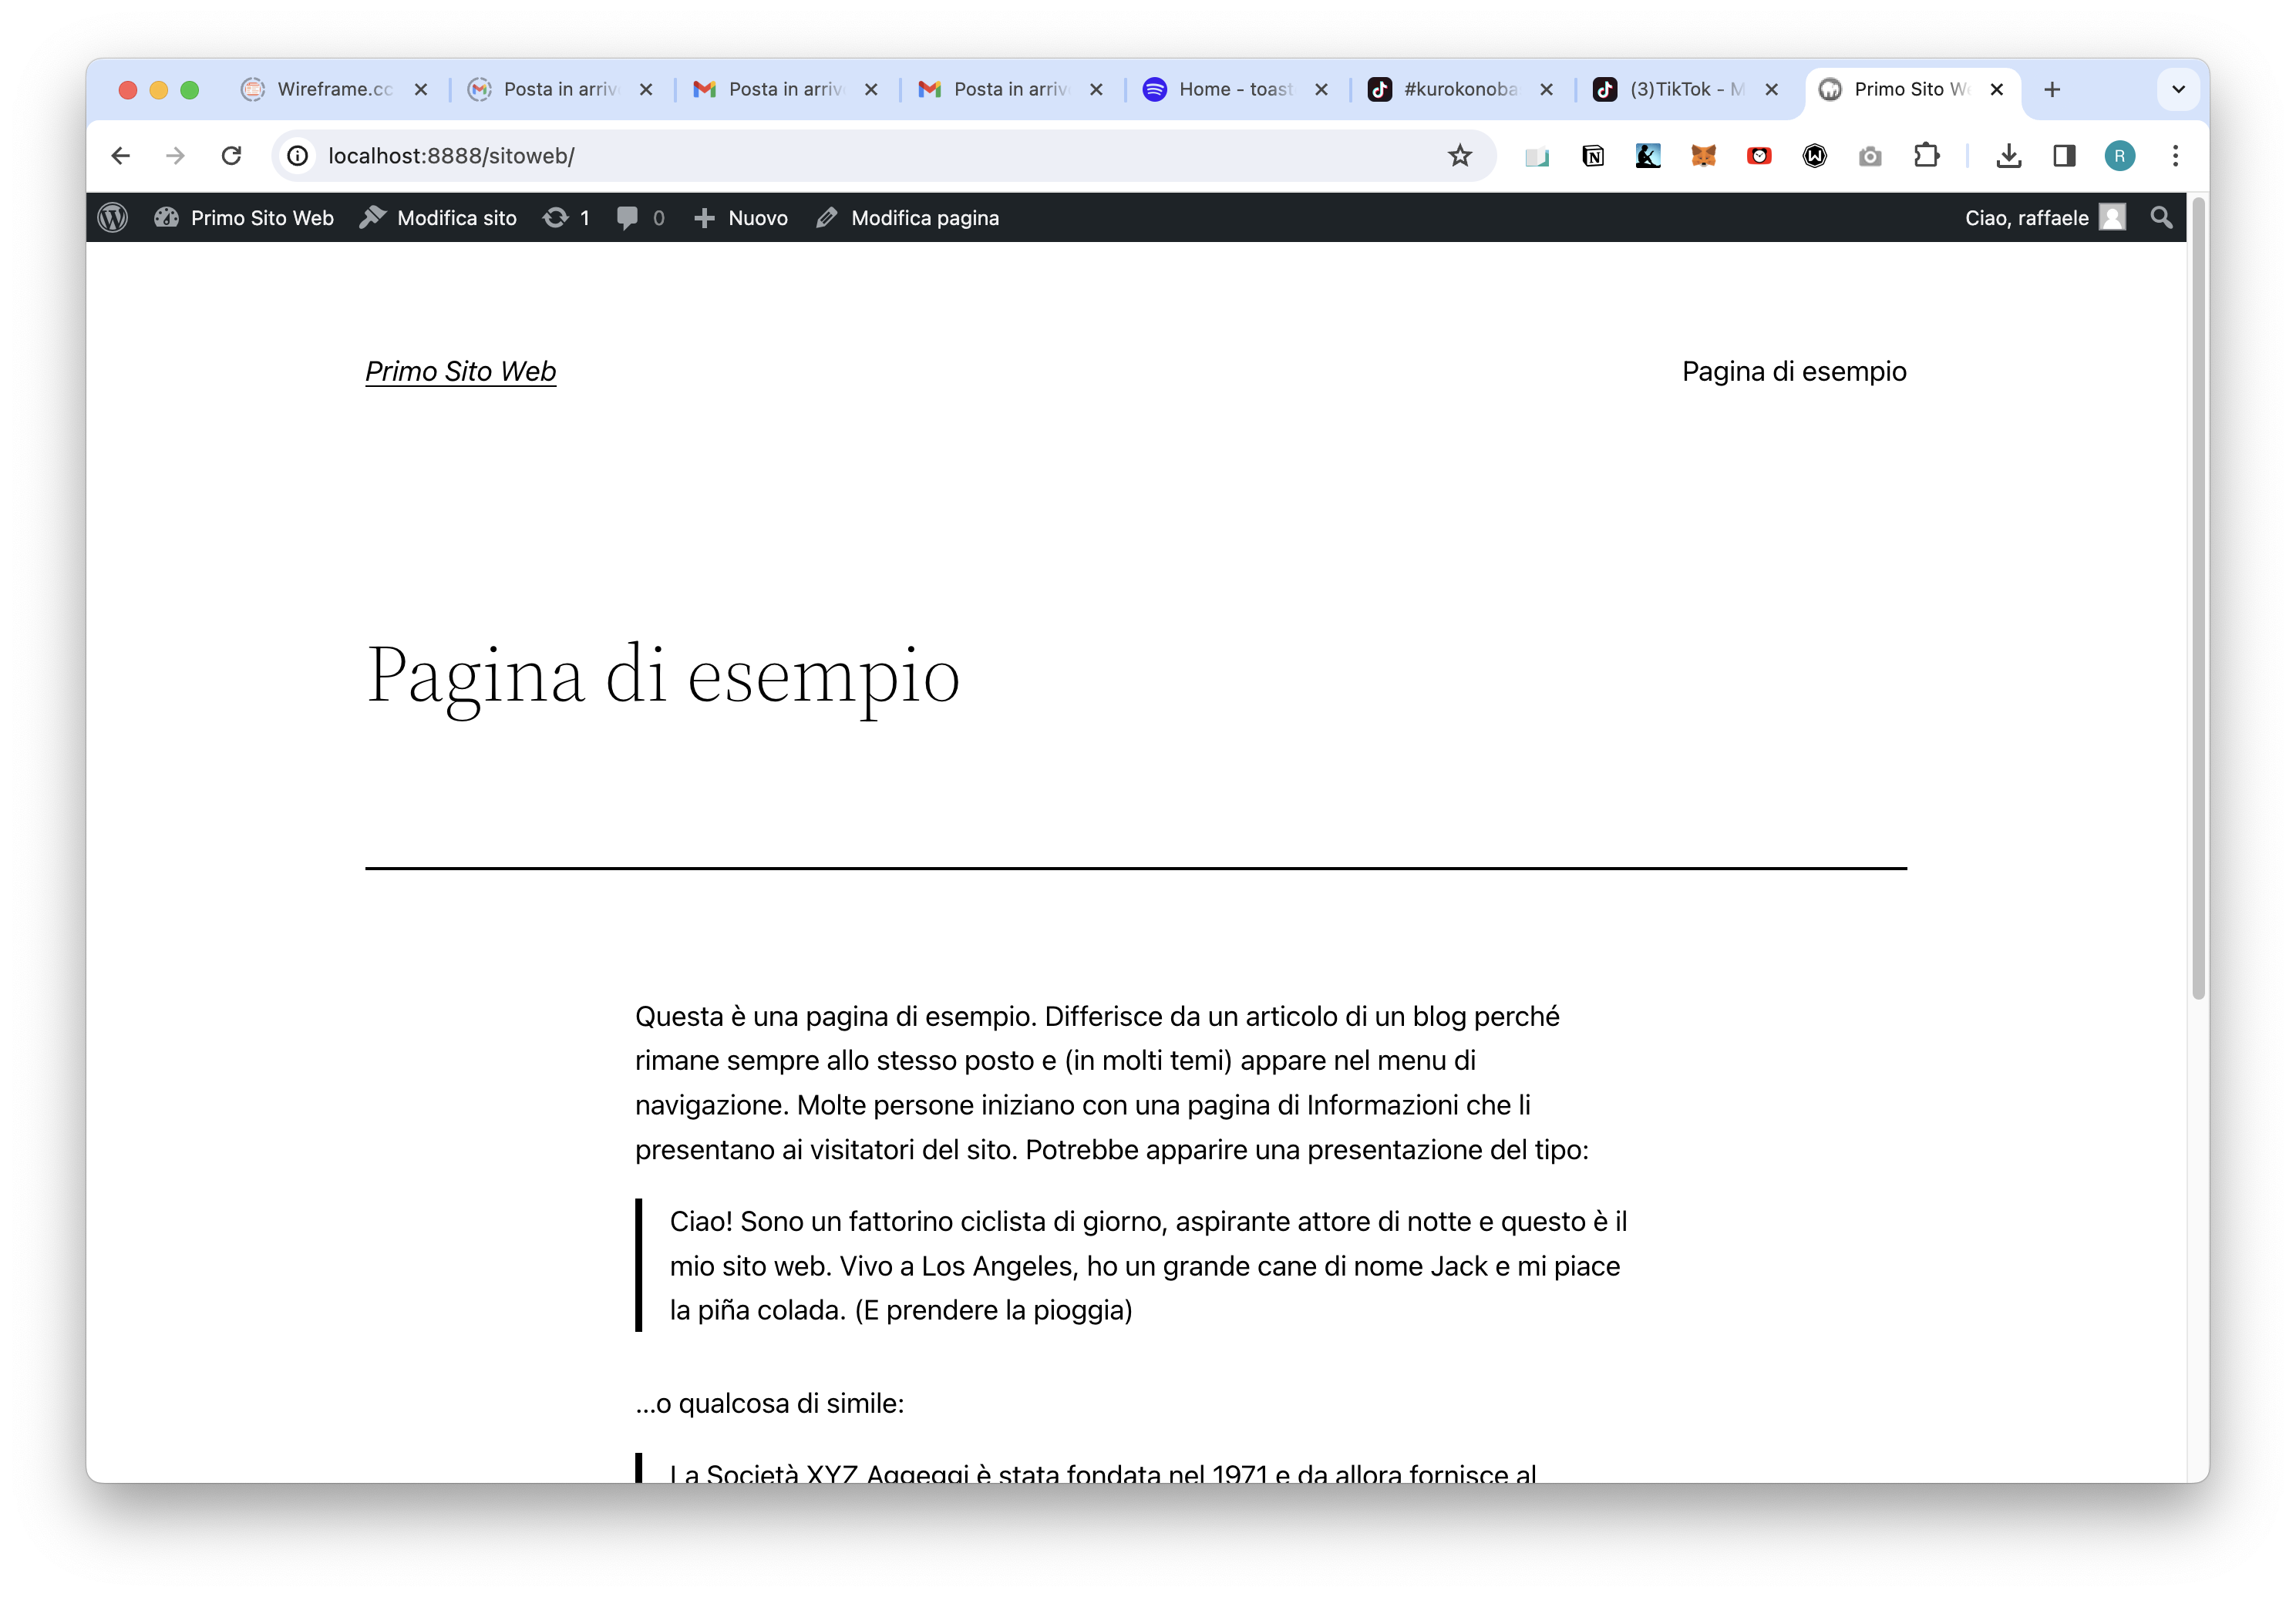 Wireframe.cc
Posta in arriv
Posta in arriv
Posta in arriv
Home - toast
#kurokonoba
(3)TikTok - M
Primo Sito We
localhost:8888/sitoweb/
R
Primo Sito Web
Modifica sito
1
0
Nuovo
Modifica pagina
Ciao, raffaele
Primo Sito Web
Pagina di esempio
Pagina di esempio
Questa è una pagina di esempio. Differisce da un articolo di un blog perché
rimane sempre allo stesso posto e (in molti temi) appare nel menu di
navigazione. Molte persone iniziano con una pagina di Informazioni che li
presentano ai visitatori del sito. Potrebbe apparire una presentazione del tipo:
Ciao! Sono un fattorino ciclista di giorno, aspirante attore di notte e questo è il
mio sito web. Vivo a Los Angeles, ho un grande cane di nome Jack e mi piace
la piña colada. (E prendere la pioggia)
...o qualcosa di simile:
La Società XYZ Aggeggi è stata fondata nel 1971 e da allora fornisce al